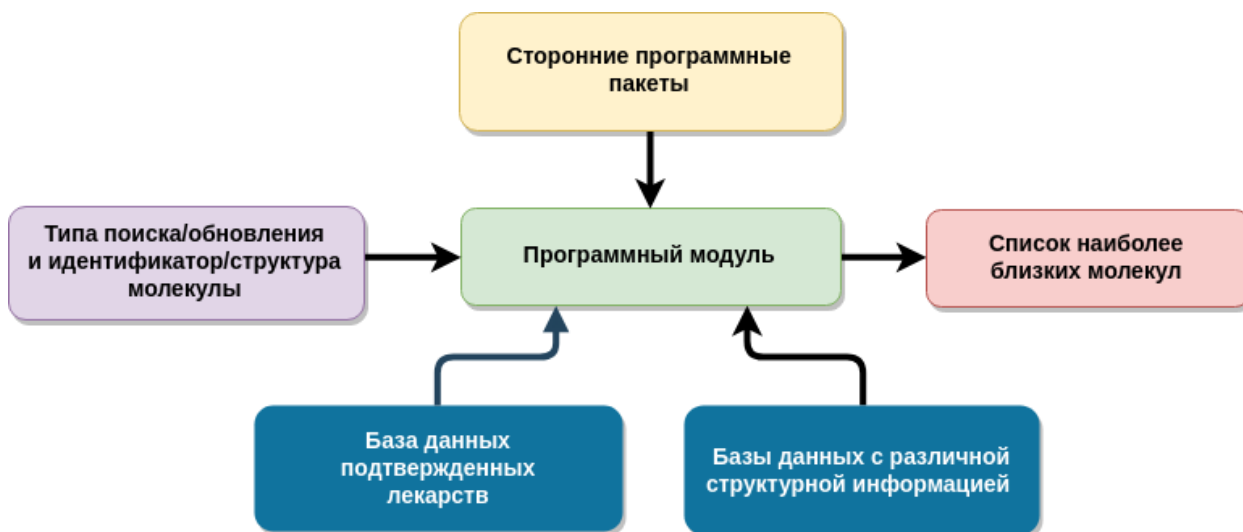 Сторонние программные
пакеты
Типа поиска/обновления
и идентификатор/структура
молекулы
Программный модуль
Список наиболее
близких молекул
База данных
подтвержденных
лекарств
Базы данных с различной
структурной информацией